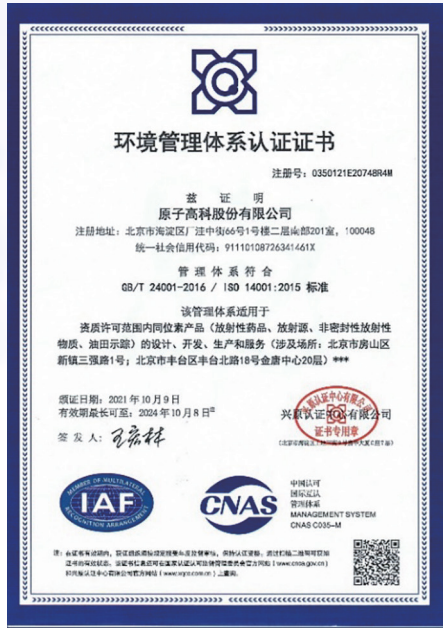 环境管理体系认证证书
注册号：0350121E20748R4M
兹 证 明
原子高科股份有限公司
注册地址：北京市海淀区厂洼中街66号1号楼二层南部201室，100048
统一社会信用代码：91110108726341461X
管 理 体 系 符 合
GB/T 24001-2016 / ISO 14001:2015 标准
该管理体系适用于
资质许可范围内同位素产品（放射性药品、放射源、非密封性放射性
物质、油田示踪）的设计、开发、生产和服务（涉及场所：北京市房山区
新镇三强路1号；北京市丰台区丰台北路18号金唐中心20层）***
颁证日期：2021年10月9日
有效期最长可至：2024年10月8日
兴原认证中心有限公司
证书专用章
签 发 人：
MEMBER OF MULTILATERAL
IAF
RECOGNITION ARRANGEMENT
CNAS
中国认可
国际互认
管理体系
MANAGEMENT SYSTEM
CNAS C035-M